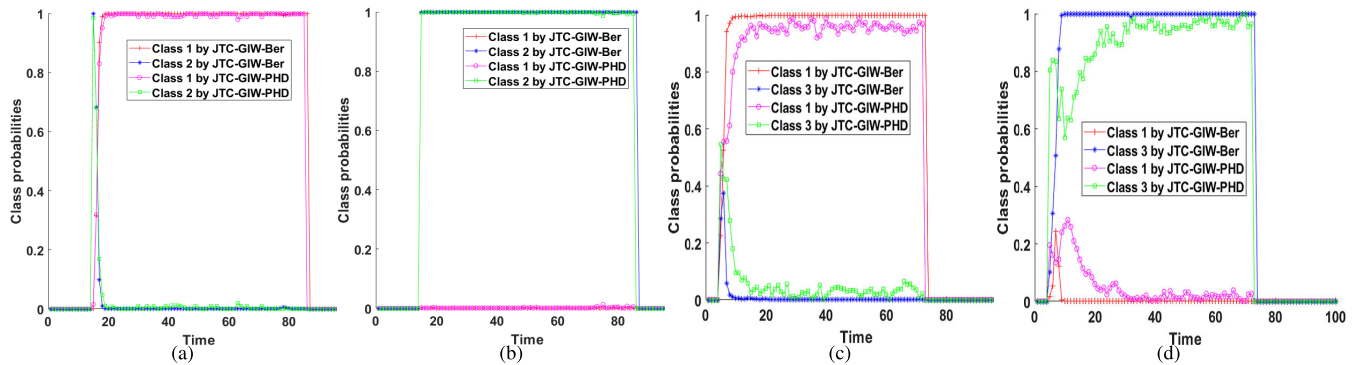 Class probabilities
1
0.8
0.6
0.4
0.2
0
Class 1 by JTC-GIW-Ber
Class 2 by JTC-GIW-Ber
Class 1 by JTC-GIW-PHD
Class 2 by JTC-GIW-PHD
0 20 40 60 80
Time
(a)
Class probabilities
1
0.8
0.6
0.4
0.2
0
Class 1 by JTC-GIW-Ber
Class 2 by JTC-GIW-Ber
Class 1 by JTC-GIW-PHD
Class 2 by JTC-GIW-PHD
0 20 40 60 80
Time
(b)
Class probabilities
1
0.8
0.6
0.4
0.2
0
Class 1 by JTC-GIW-Ber
Class 3 by JTC-GIW-Ber
Class 1 by JTC-GIW-PHD
Class 3 by JTC-GIW-PHD
0 20 40 60 80
Time
(c)
Class probabilities
1
0.8
0.6
0.4
0.2
0
Class 1 by JTC-GIW-Ber
Class 3 by JTC-GIW-Ber
Class 1 by JTC-GIW-PHD
Class 3 by JTC-GIW-PHD
0 20 40 60 80 100
Time
(d)